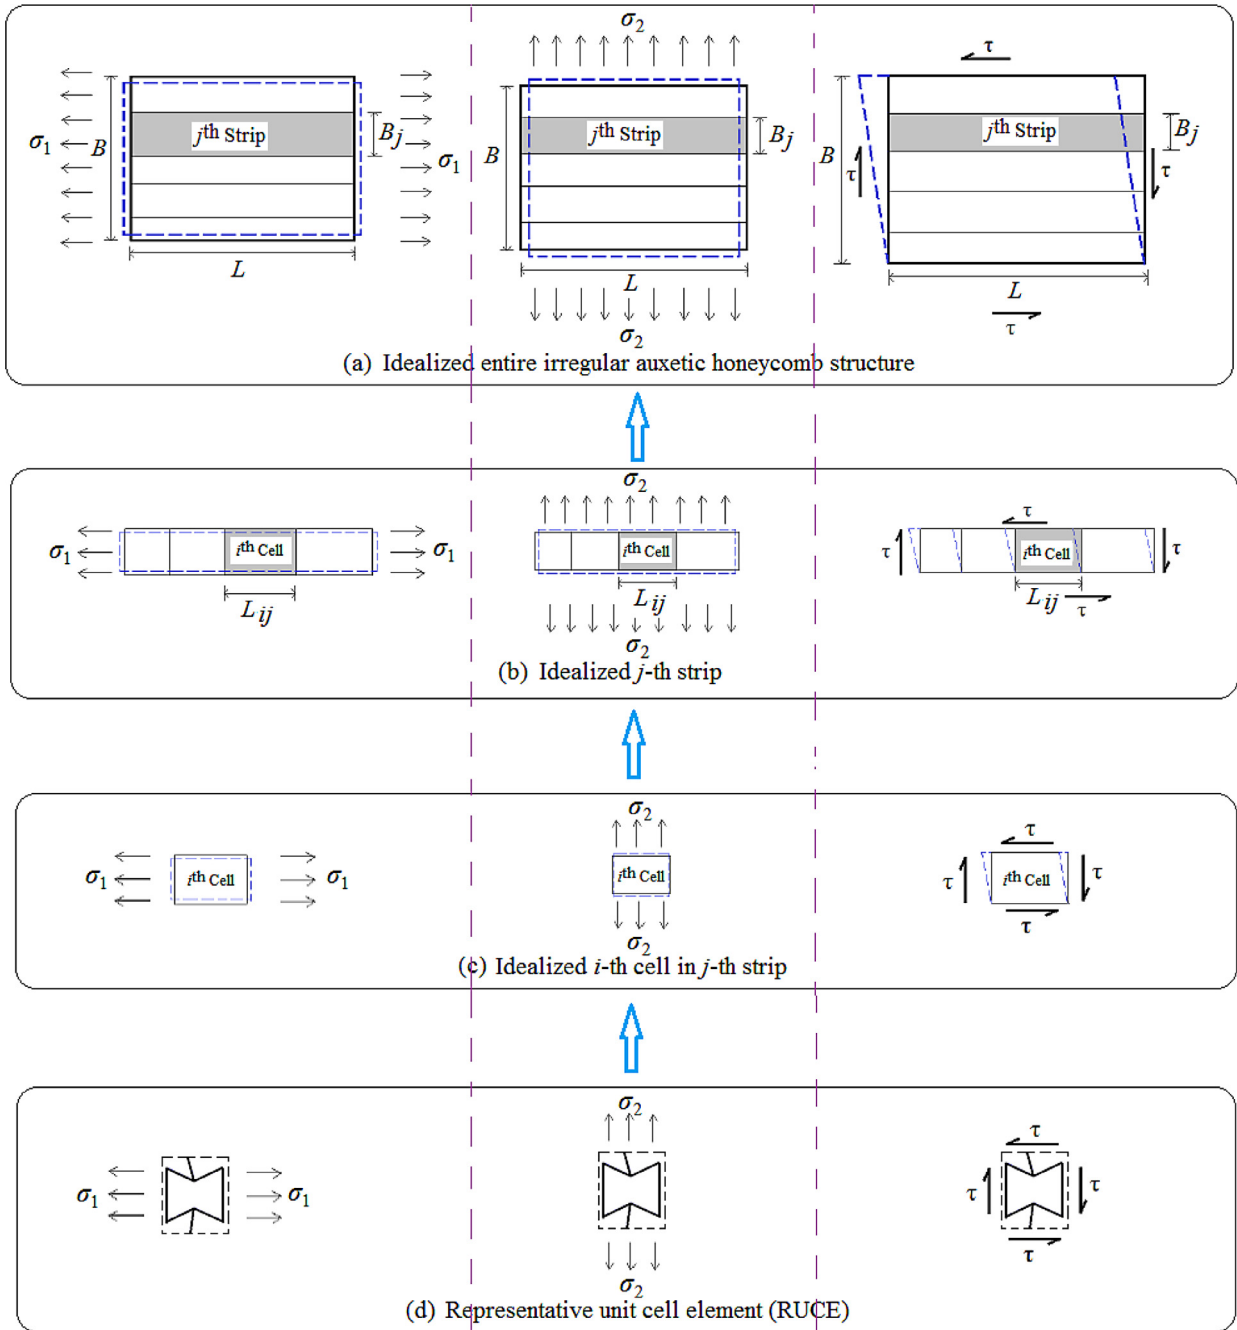 σ2
τ
σ1
B
jth Strip
Bj
σ1
L
B
jth Strip
Bj
L
σ2
B
τ
jth Strip
Bj
τ
L
τ
(a) Idealized entire irregular auxetic honeycomb structure
σ1
ith Cell
σ1
Lij
σ2
ith Cell
Lij
σ2
τ
τ
ith Cell
τ
Lij
τ
(b) Idealized j-th strip
σ1
ith Cell
σ1
σ2
ith Cell
σ2
τ
τ
ith Cell
τ
τ
(c) Idealized i-th cell in j-th strip
σ1
σ1
σ2
σ2
τ
τ
τ
τ
(d) Representative unit cell element (RUCE)